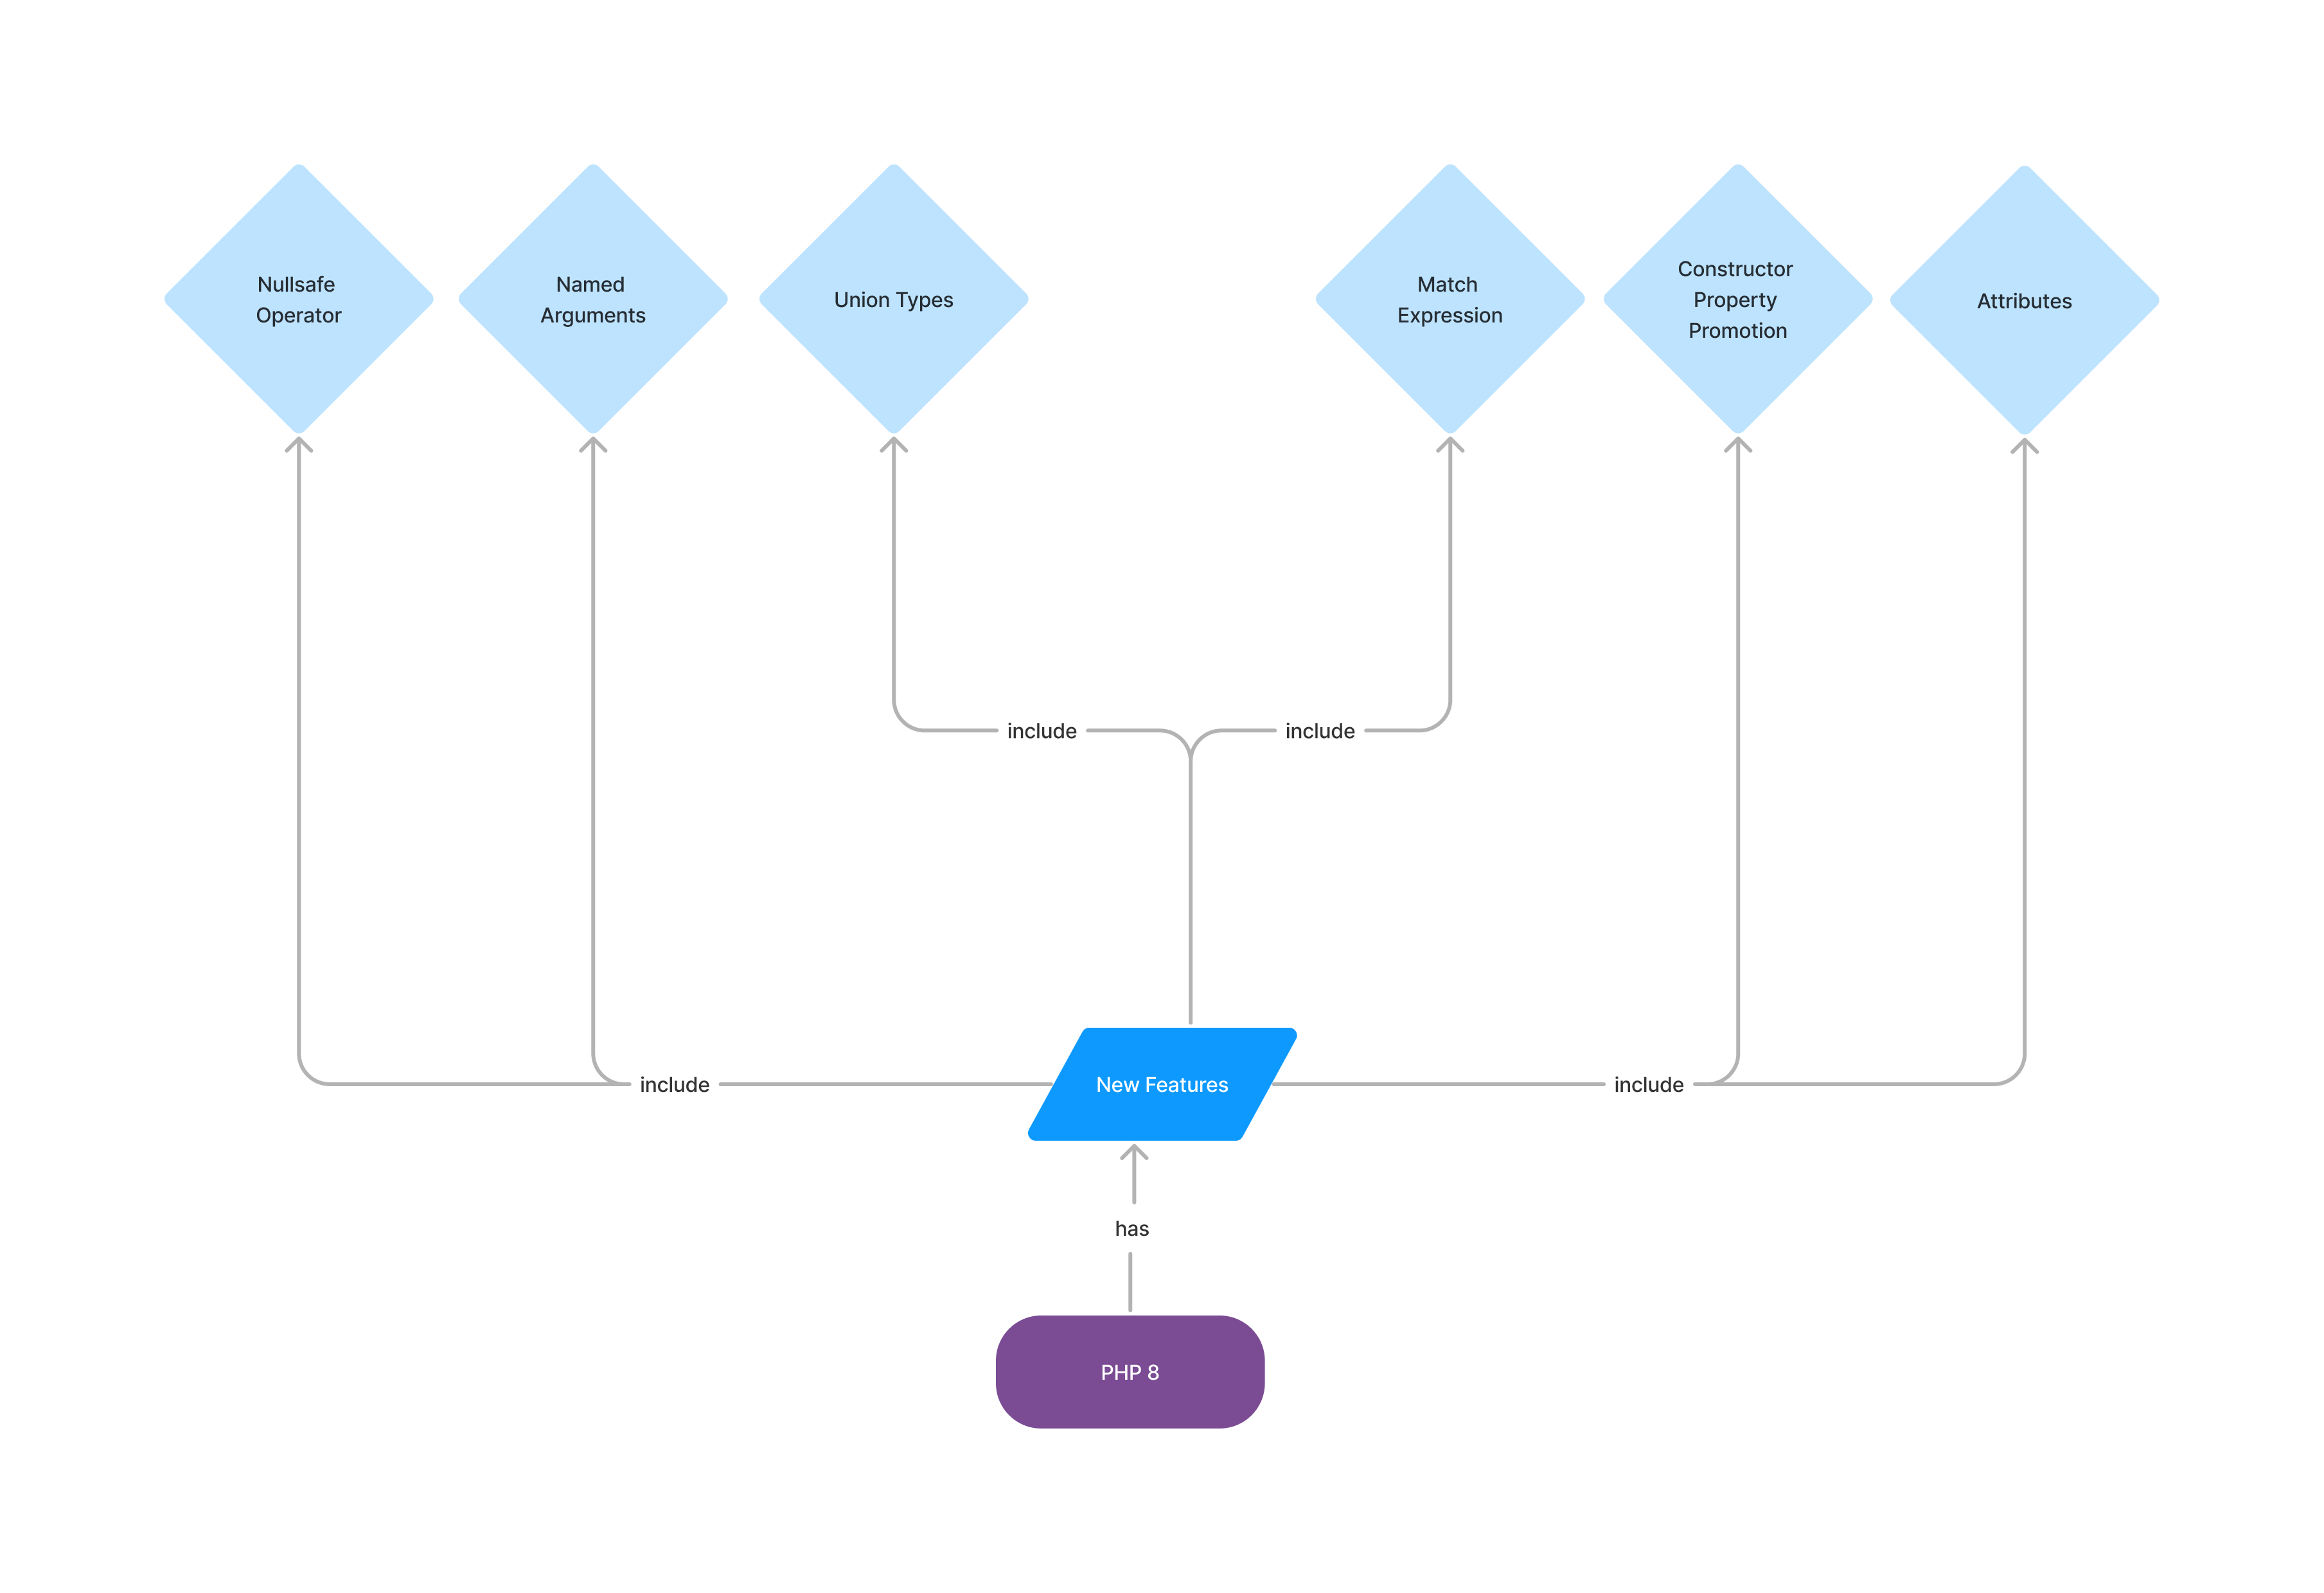 Nullsafe
Operator
Named
Arguments
Union Types
Match
Expression
Constructor
Property
Promotion
Attributes
include
include
include
New Features
include
has
PHP 8